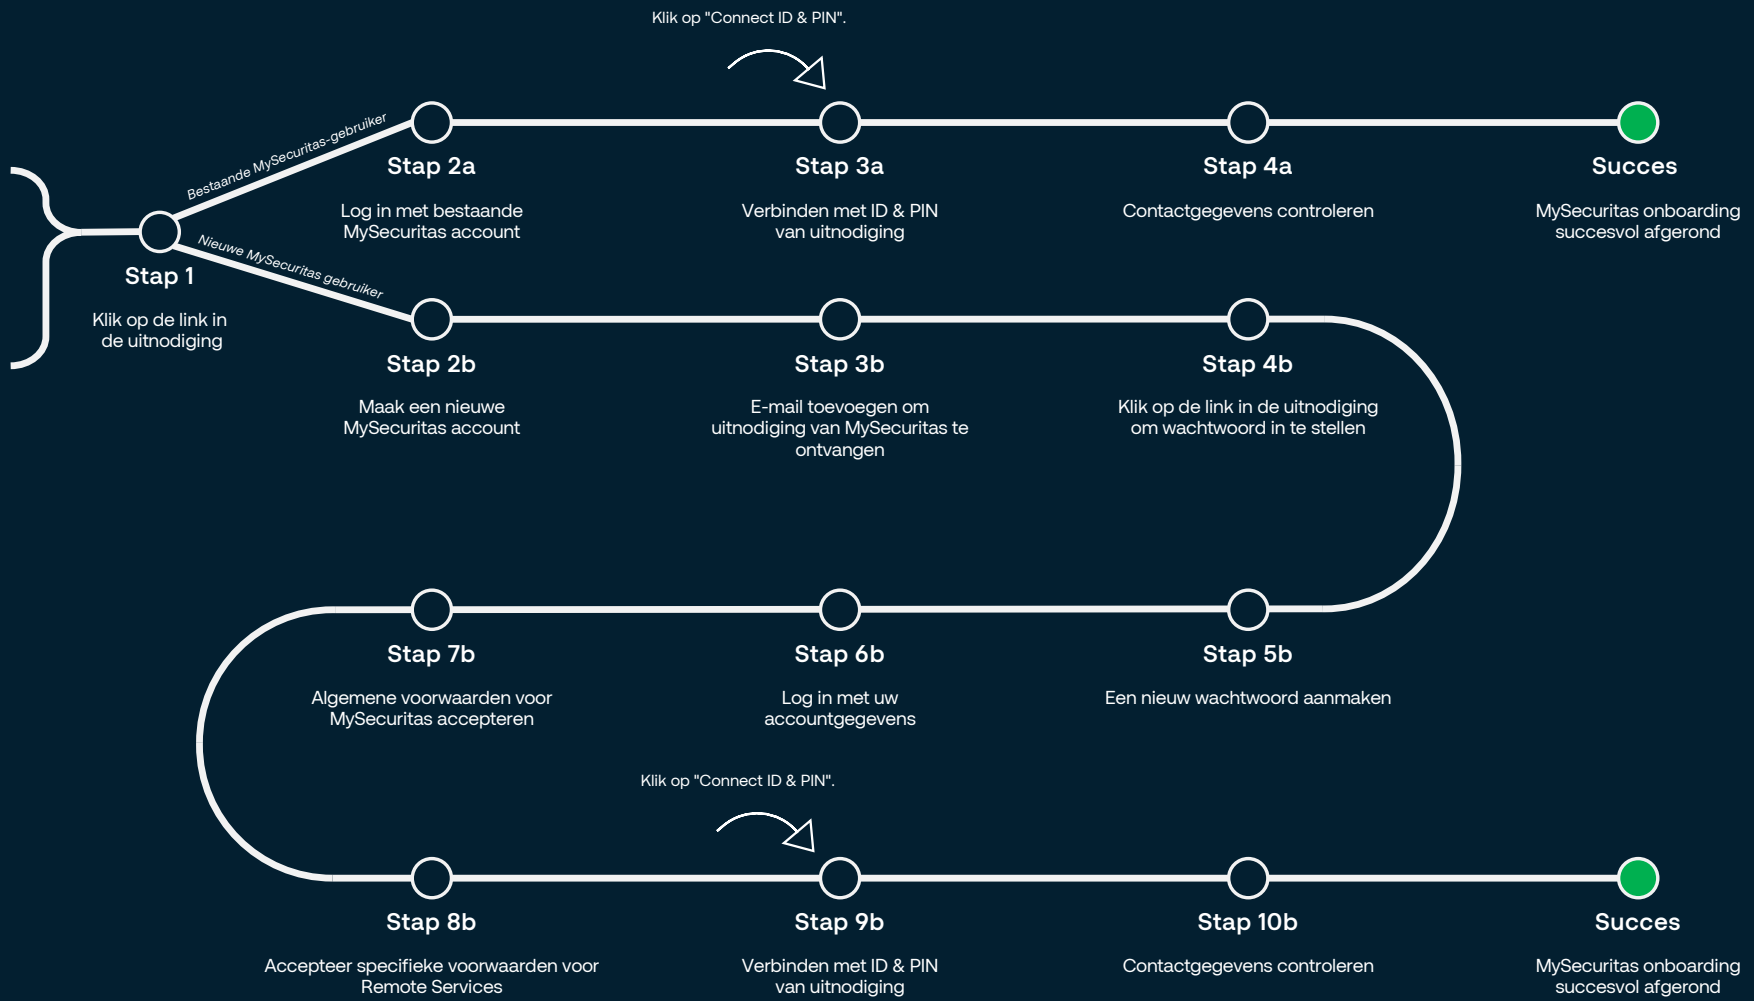 Klik op "Connect ID & PIN".
Bestaande MySecuritas-gebruiker
Stap 2a
Log in met bestaande
MySecuritas account
Stap 3a
Verbinden met ID & PIN
van uitnodiging
Stap 4a
Contactgegevens controleren
Succes
MySecuritas onboarding
succesvol afgerond
Stap 1
Klik op de link in
de uitnodiging
Nieuwe MySecuritas gebruiker
Stap 2b
Maak een nieuwe
MySecuritas account
Stap 3b
E-mail toevoegen om
uitnodiging van MySecuritas te
ontvangen
Stap 4b
Klik op de link in de uitnodiging
om wachtwoord in te stellen
Stap 7b
Algemene voorwaarden voor
MySecuritas accepteren
Stap 6b
Log in met uw
accountgegevens
Stap 5b
Een nieuw wachtwoord aanmaken
Klik op "Connect ID & PIN".
Stap 8b
Accepteer specifieke voorwaarden voor
Remote Services
Stap 9b
Verbinden met ID & PIN
van uitnodiging
Stap 10b
Contactgegevens controleren
Succes
MySecuritas onboarding
succesvol afgerond